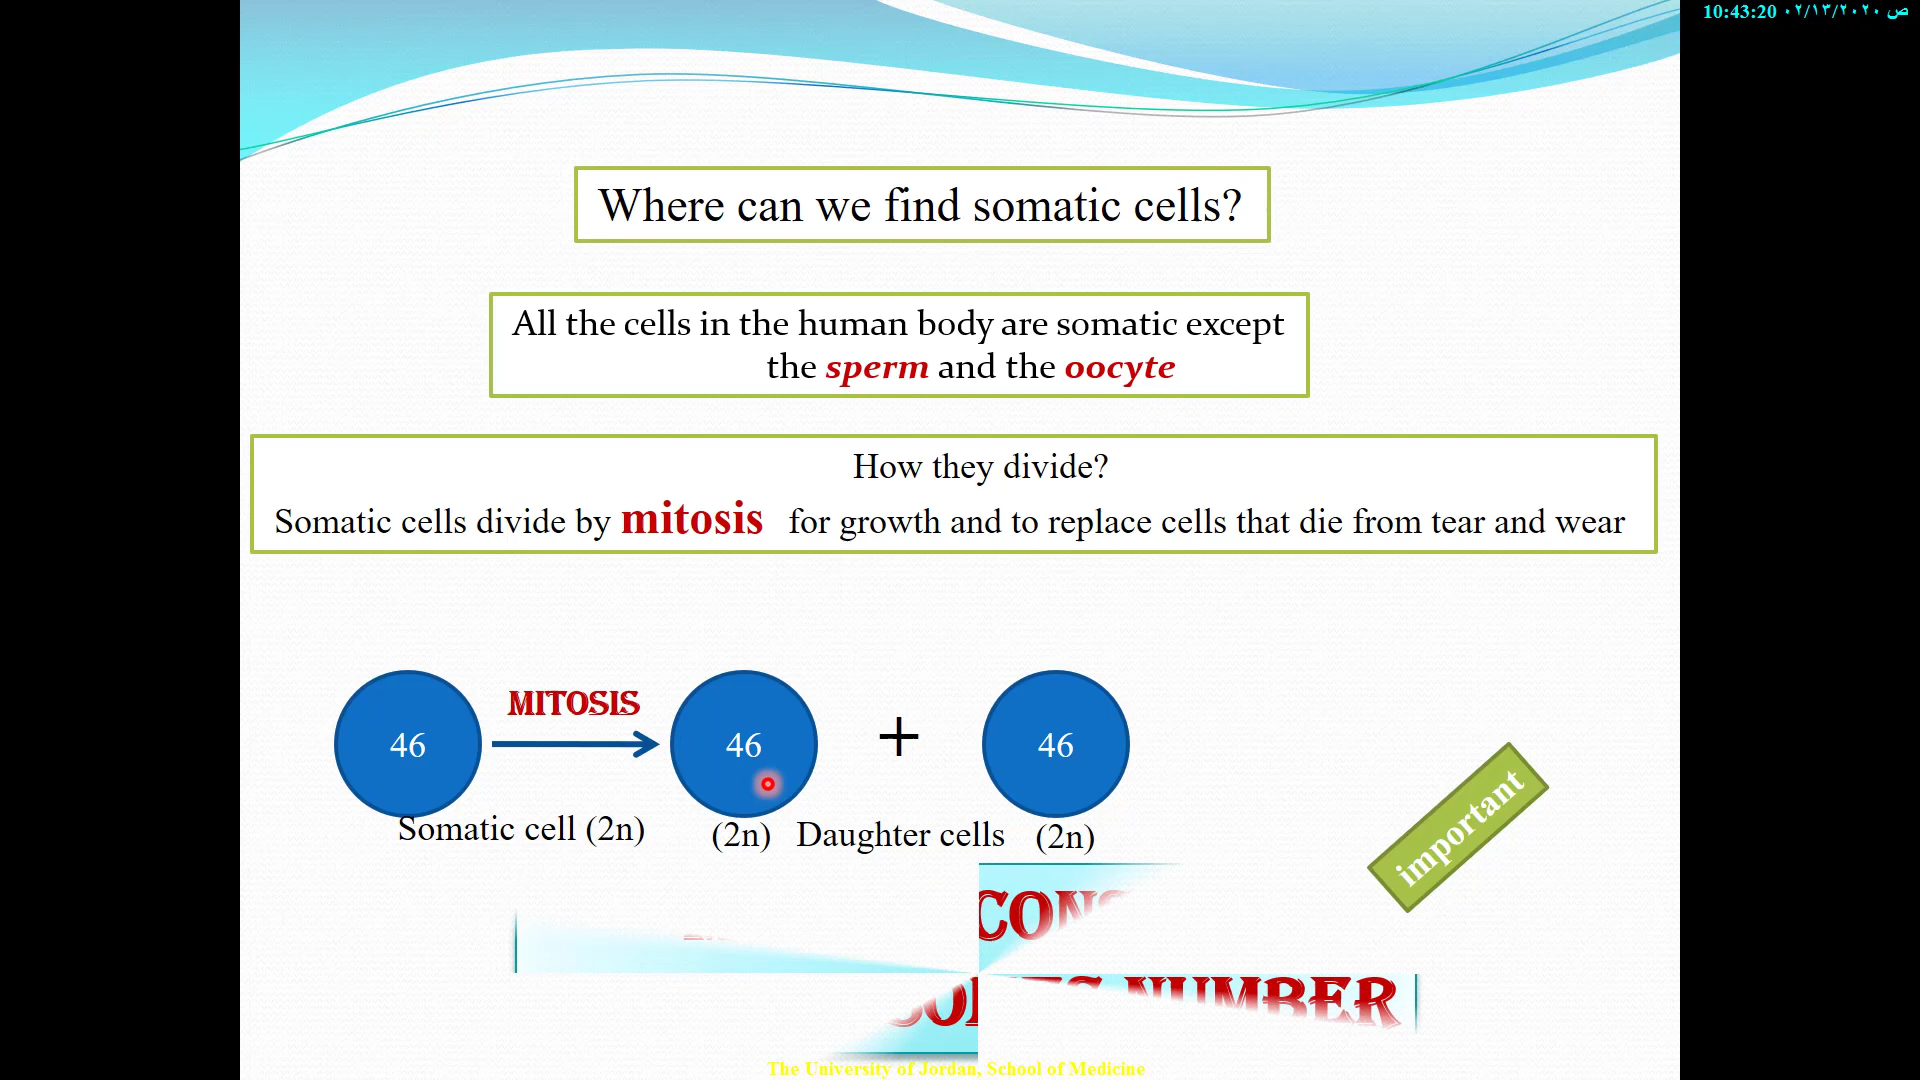 10:43:20 ٠٢/١٣/٢٠٢٠ ص
Where can we find somatic cells?
All the cells in the human body are somatic except
the sperm and the oocyte
How they divide?
Somatic cells divide by mitosis for growth and to replace cells that die from tear and wear
MITOSIS
46 46 + 46
Somatic cell (2n) (2n) Daughter cells (2n)
important
NUMBER
The University of Jordan, School of Medicine